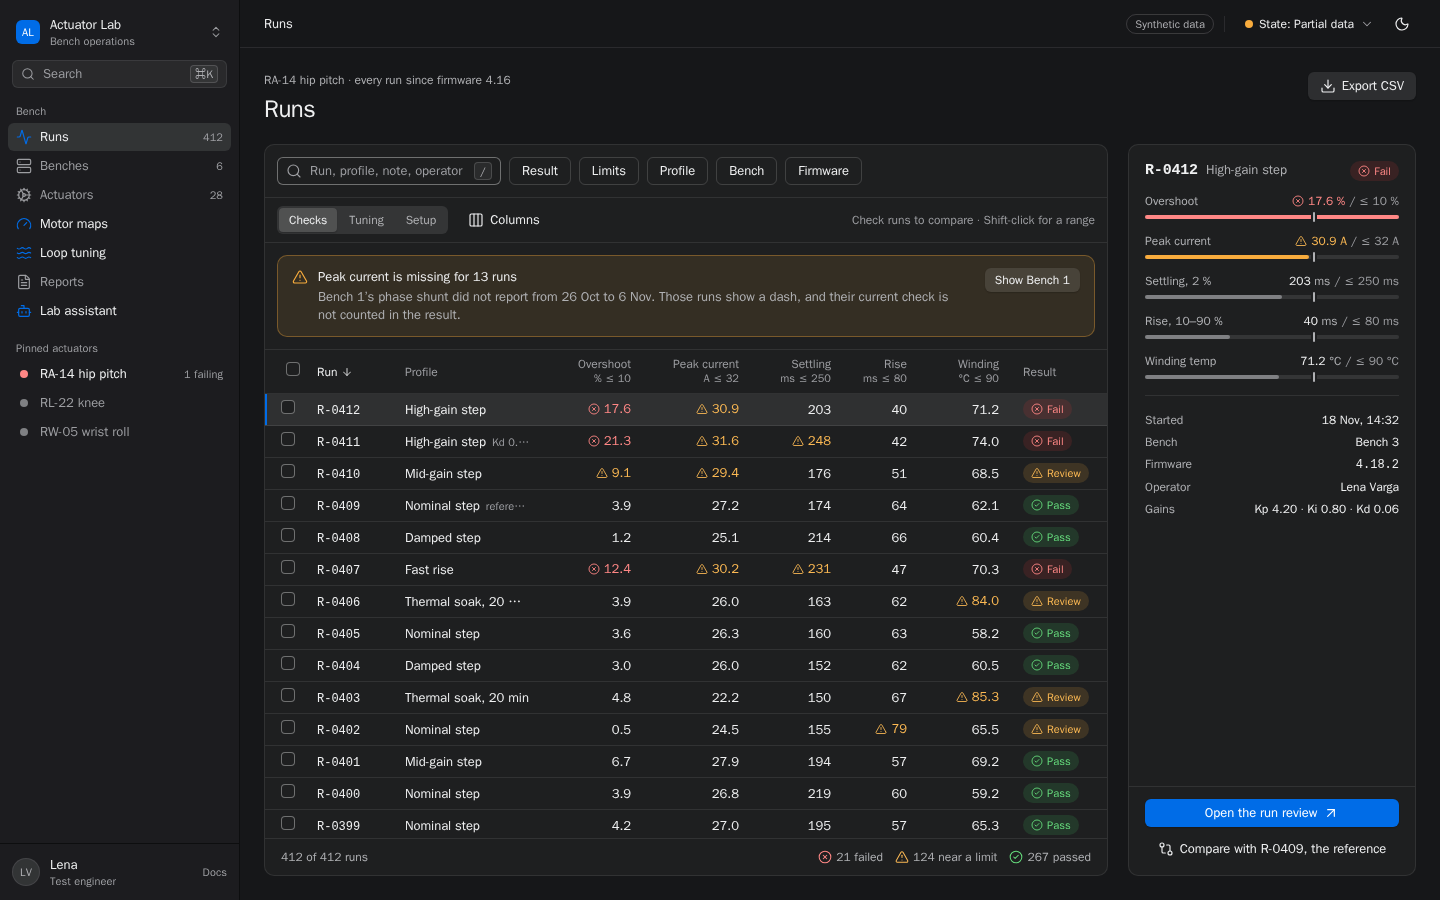 AL
Actuator Lab
Bench operations
Search
⌘K
Bench
Runs 412
Benches 6
Actuators 28
Motor maps
Loop tuning
Reports
Lab assistant
Pinned actuators
RA-14 hip pitch 1 failing
RL-22 knee
RW-05 wrist roll
LV
Lena
Test engineer
Docs
Runs
Synthetic data
State: Partial data
RA-14 hip pitch · every run since firmware 4.16
Runs
Export CSV
Run, profile, note, operator /
Result
Limits
Profile
Bench
Firmware
Checks
Tuning
Setup
Columns
Check runs to compare · Shift-click for a range
Peak current is missing for 13 runs
Bench 1's phase shunt did not report from 26 Oct to 6 Nov. Those runs show a dash, and their current check is
not counted in the result.
Show Bench 1
Run ↓ Profile Overshoot % ≤ 10 Peak current A ≤ 32 Settling ms ≤ 250 Rise ms ≤ 80 Winding °C ≤ 90 Result
R-0412 High-gain step 17.6 30.9 203 40 71.2 Fail
R-0411 High-gain step Kd 0.··· 21.3 31.6 248 42 74.0 Fail
R-0410 Mid-gain step 9.1 29.4 176 51 68.5 Review
R-0409 Nominal step refere··· 3.9 27.2 174 64 62.1 Pass
R-0408 Damped step 1.2 25.1 214 66 60.4 Pass
R-0407 Fast rise 12.4 30.2 231 47 70.3 Fail
R-0406 Thermal soak, 20 ··· 3.9 26.0 163 62 84.0 Review
R-0405 Nominal step 3.6 26.3 160 63 58.2 Pass
R-0404 Damped step 3.0 26.0 152 62 60.5 Pass
R-0403 Thermal soak, 20 min 4.8 22.2 150 67 85.3 Review
R-0402 Nominal step 0.5 24.5 155 79 65.5 Review
R-0401 Mid-gain step 6.7 27.9 194 57 69.2 Pass
R-0400 Nominal step 3.9 26.8 219 60 59.2 Pass
R-0399 Nominal step 4.2 27.0 195 57 65.3 Pass
412 of 412 runs
21 failed
124 near a limit
267 passed
R-0412 High-gain step Fail
Overshoot 17.6 % / ≤ 10 %
Peak current 30.9 A / ≤ 32 A
Settling, 2 % 203 ms / ≤ 250 ms
Rise, 10–90 % 40 ms / ≤ 80 ms
Winding temp 71.2 °C / ≤ 90 °C
Started 18 Nov, 14:32
Bench Bench 3
Firmware 4.18.2
Operator Lena Varga
Gains Kp 4.20 · Ki 0.80 · Kd 0.06
Open the run review
Compare with R-0409, the reference